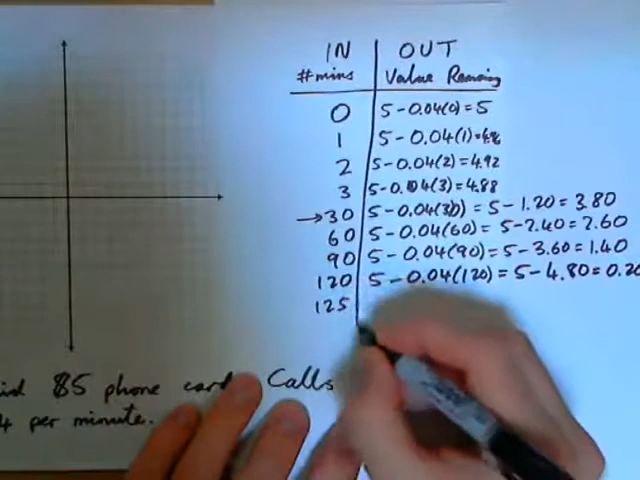 IN OUT
#mins Value Remaing
0 5-0.04(0)=5
1 5-0.04(1)=4.96
2 5-0.04(2)=4.92
3 5-0.04(3)=4.88
→30 5-0.04(30) = 5-1.20 = 3.80
60 5-0.04(60) = 5-2.40 = 2.60
90 5-0.04(90) = 5-3.60 = 1.40
120 5-0.04(120) = 5-4.80 = 0.20
125
85 phone card Calls
4 per minute.